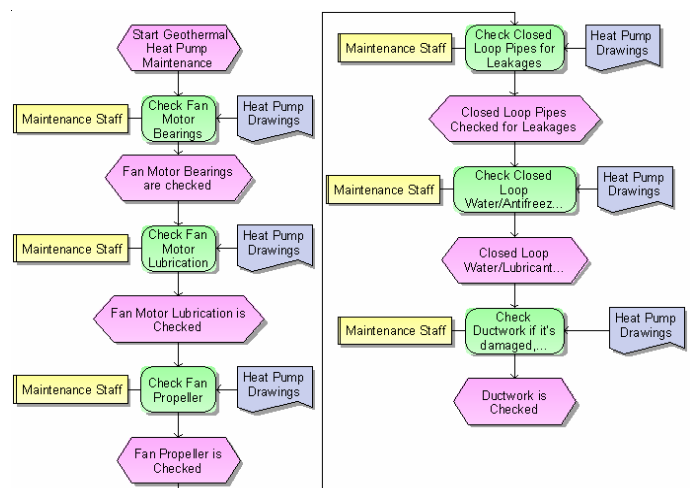 Start Geothermal
Heat Pump
Maintenance
Maintenance Staff
Check Fan
Motor
Bearings
Heat Pump
Drawings
Fan Motor Bearings
are checked
Maintenance Staff
Check Fan
Motor
Lubrication
Heat Pump
Drawings
Fan Motor Lubrication is
Checked
Maintenance Staff
Check Fan
Propeller
Heat Pump
Drawings
Fan Propeller is
Checked
Maintenance Staff
Check Closed
Loop Pipes for
Leakages
Heat Pump
Drawings
Closed Loop Pipes
Checked for Leakages
Maintenance Staff
Check Closed
Loop
Water/Antifreez...
Heat Pump
Drawings
Closed Loop
Water/Lubricant...
Maintenance Staff
Check
Ductwork if it's
damaged,...
Heat Pump
Drawings
Ductwork is
Checked